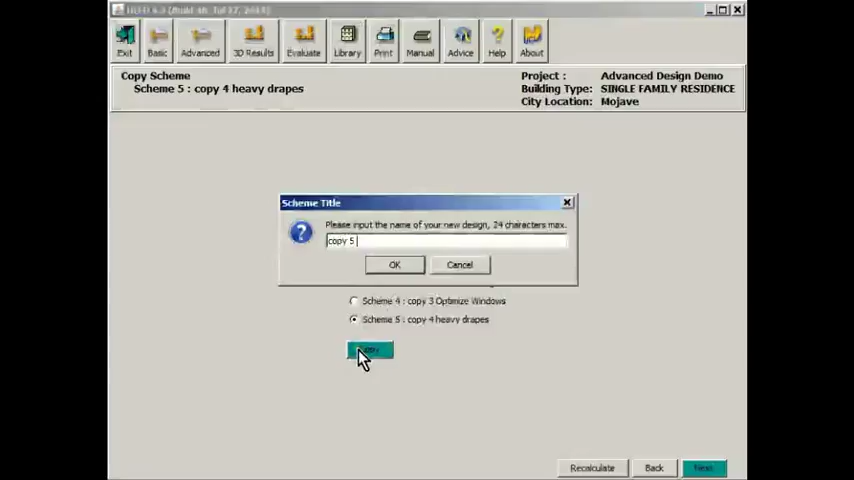 Exit Basic Advanced 3D Results Evaluate Library Print Manual Advice Help About
Copy Scheme
Scheme 5 : copy 4 heavy drapes
Project : Advanced Design Demo
Building Type: SINGLE FAMILY RESIDENCE
City Location: Mojave
Scheme Title
Please input the name of your new design, 24 characters max.
copy 5
OK Cancel
Scheme 4 : copy 3 Optimize Windows
Scheme 5 : copy 4 heavy drapes
Copy
Recalculate Back Next